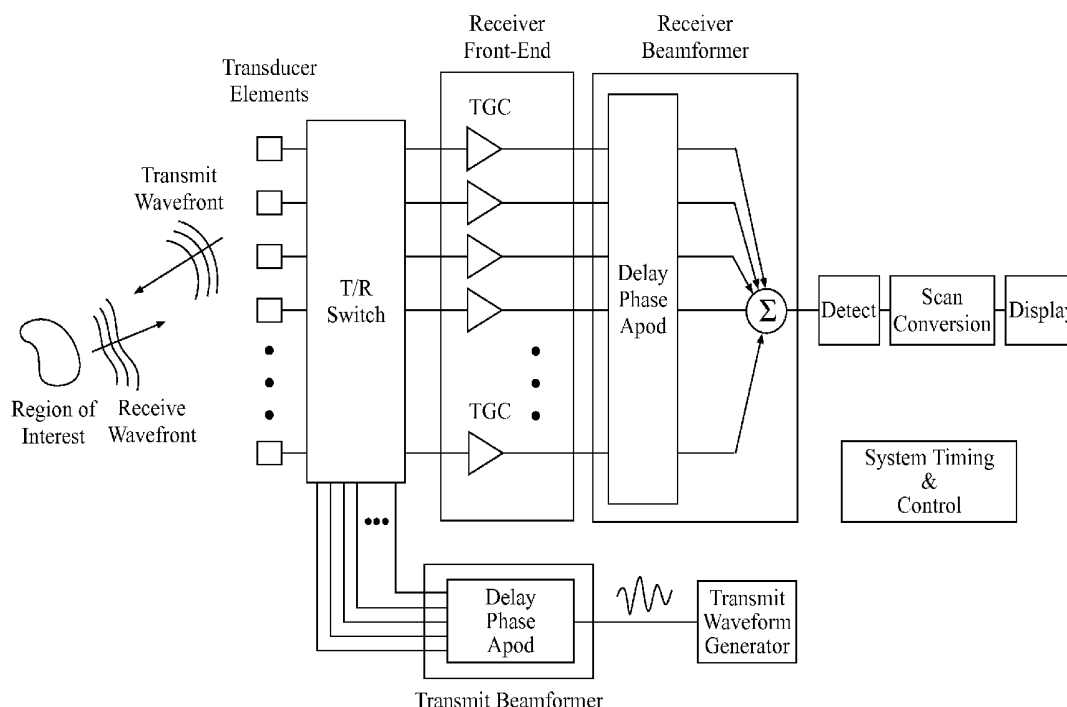 Receiver
Front-End
Receiver
Beamformer
Transducer
Elements
TGC
Transmit
Wavefront
T/R
Switch
Delay
Phase
Apod
Σ
Detect
Scan
Conversion
Display
Region of
Interest
Receive
Wavefront
TGC
System Timing
&
Control
Delay
Phase
Apod
Transmit
Waveform
Generator
Transmit Beamformer